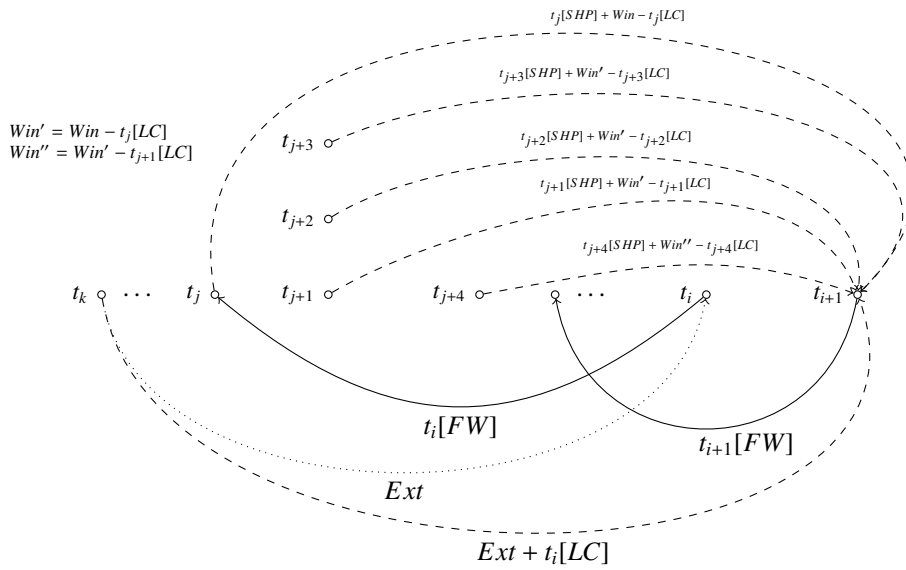 t_j[SHP] + Win − t_j[LC]
t_{j+3}[SHP] + Win′ − t_{j+3}[LC]
Win′ = Win − t_j[LC]
Win″ = Win′ − t_{j+1}[LC]
t_{j+3}
t_{j+2}[SHP] + Win′ − t_{j+2}[LC]
t_{j+1}[SHP] + Win′ − t_{j+1}[LC]
t_{j+2}
t_{j+4}[SHP] + Win″ − t_{j+4}[LC]
t_k ⋯ t_j t_{j+1} t_{j+4} ⋯ t_i t_{i+1}
t_i[FW]
t_{i+1}[FW]
Ext
Ext + t_i[LC]